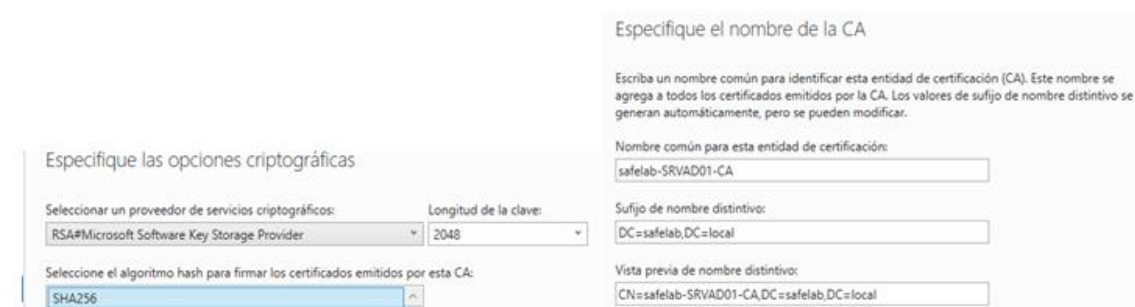 Especifique las opciones criptográficas
Seleccionar un proveedor de servicios criptográficos:
Longitud de la clave:
RSA#Microsoft Software Key Storage Provider
2048
Seleccione el algoritmo hash para firmar los certificados emitidos por esta CA:
SHA256
Especifique el nombre de la CA
Escriba un nombre común para identificar esta entidad de certificación (CA). Este nombre se
agrega a todos los certificados emitidos por la CA. Los valores de sufijo de nombre distintivo se
generan automáticamente, pero se pueden modificar.
Nombre común para esta entidad de certificación:
safelab-SRVAD01-CA
Sufijo de nombre distintivo:
DC=safelab,DC=local
Vista previa de nombre distintivo:
CN=safelab-SRVAD01-CA,DC=safelab,DC=local